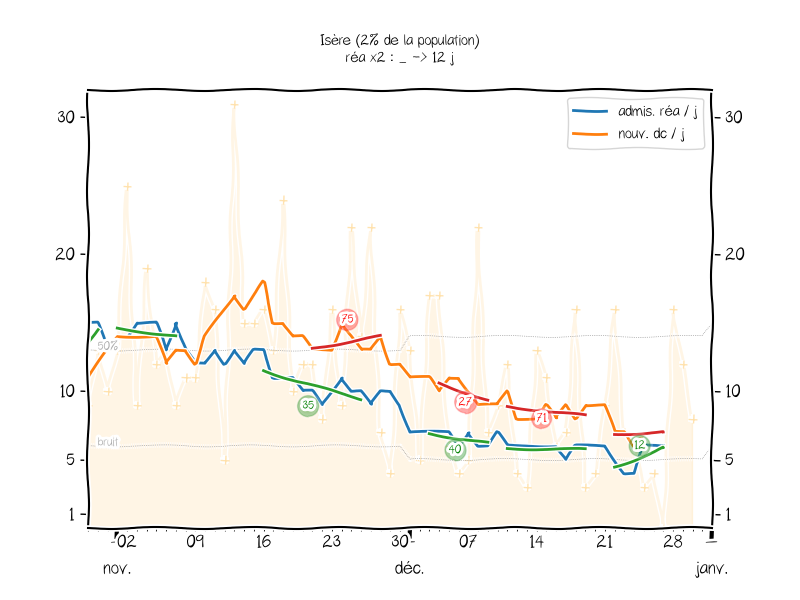 Isère (2% de la population)
réa x2 : _ -> 12 j
admis. réa / j
nouv. dc / j
30 30
20 20
10 10
5 5
1 1
50%
bruit
75
35
27
40
71
12
02 09 16 23 30 07 14 21 28
nov. déc. janv.